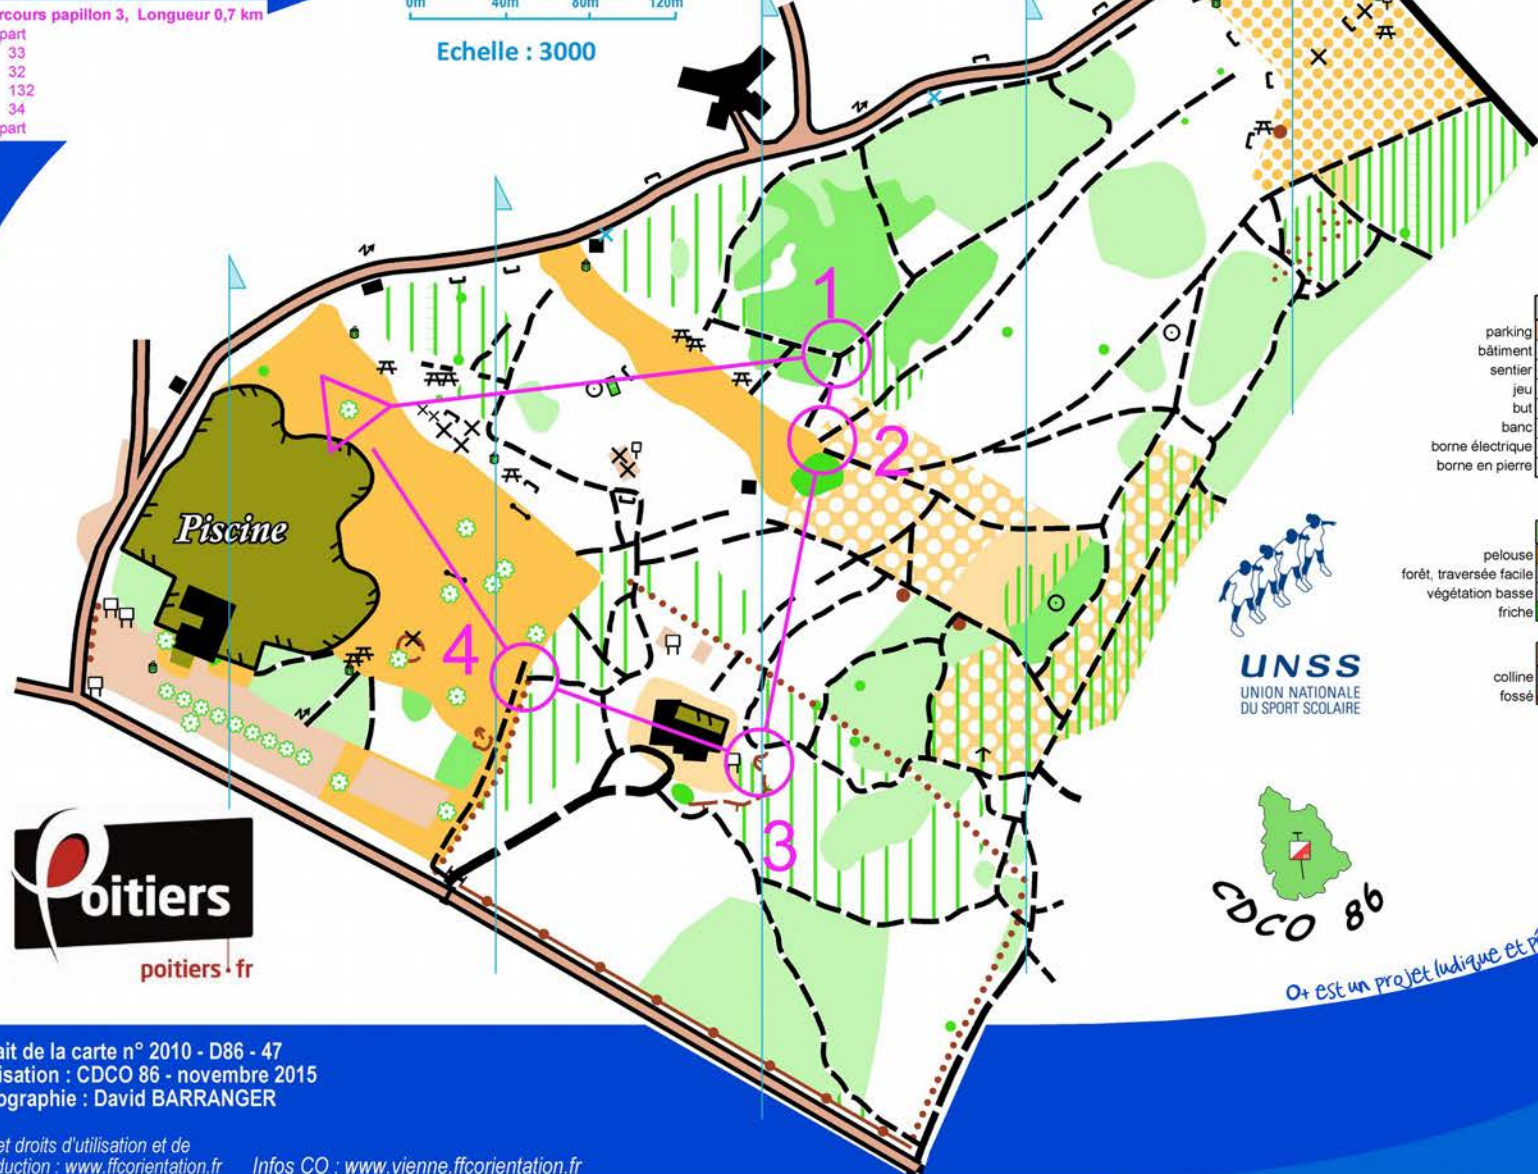 rcours papillon 3, Longueur 0,7 km
part
33
32
132
34
part
0m 40m 80m 120m
Echelle : 3000
1
2
3
4
Piscine
parking
bâtiment
sentier
jeu
but
banc
borne électrique
borne en pierre
pelouse
forêt, traversée facile
végétation basse
friche
colline
fossé
UNSS
UNION NATIONALE
DU SPORT SCOLAIRE
CDCO 86
O+ est un projet ludique et p
Poitiers
poitiers.fr
ait de la carte n° 2010 - D86 - 47
isation : CDCO 86 - novembre 2015
ographie : David BARRANGER
et droits d'utilisation et de
duction : www.ffcorientation.fr Infos CO : www.vienne.ffcorientation.fr